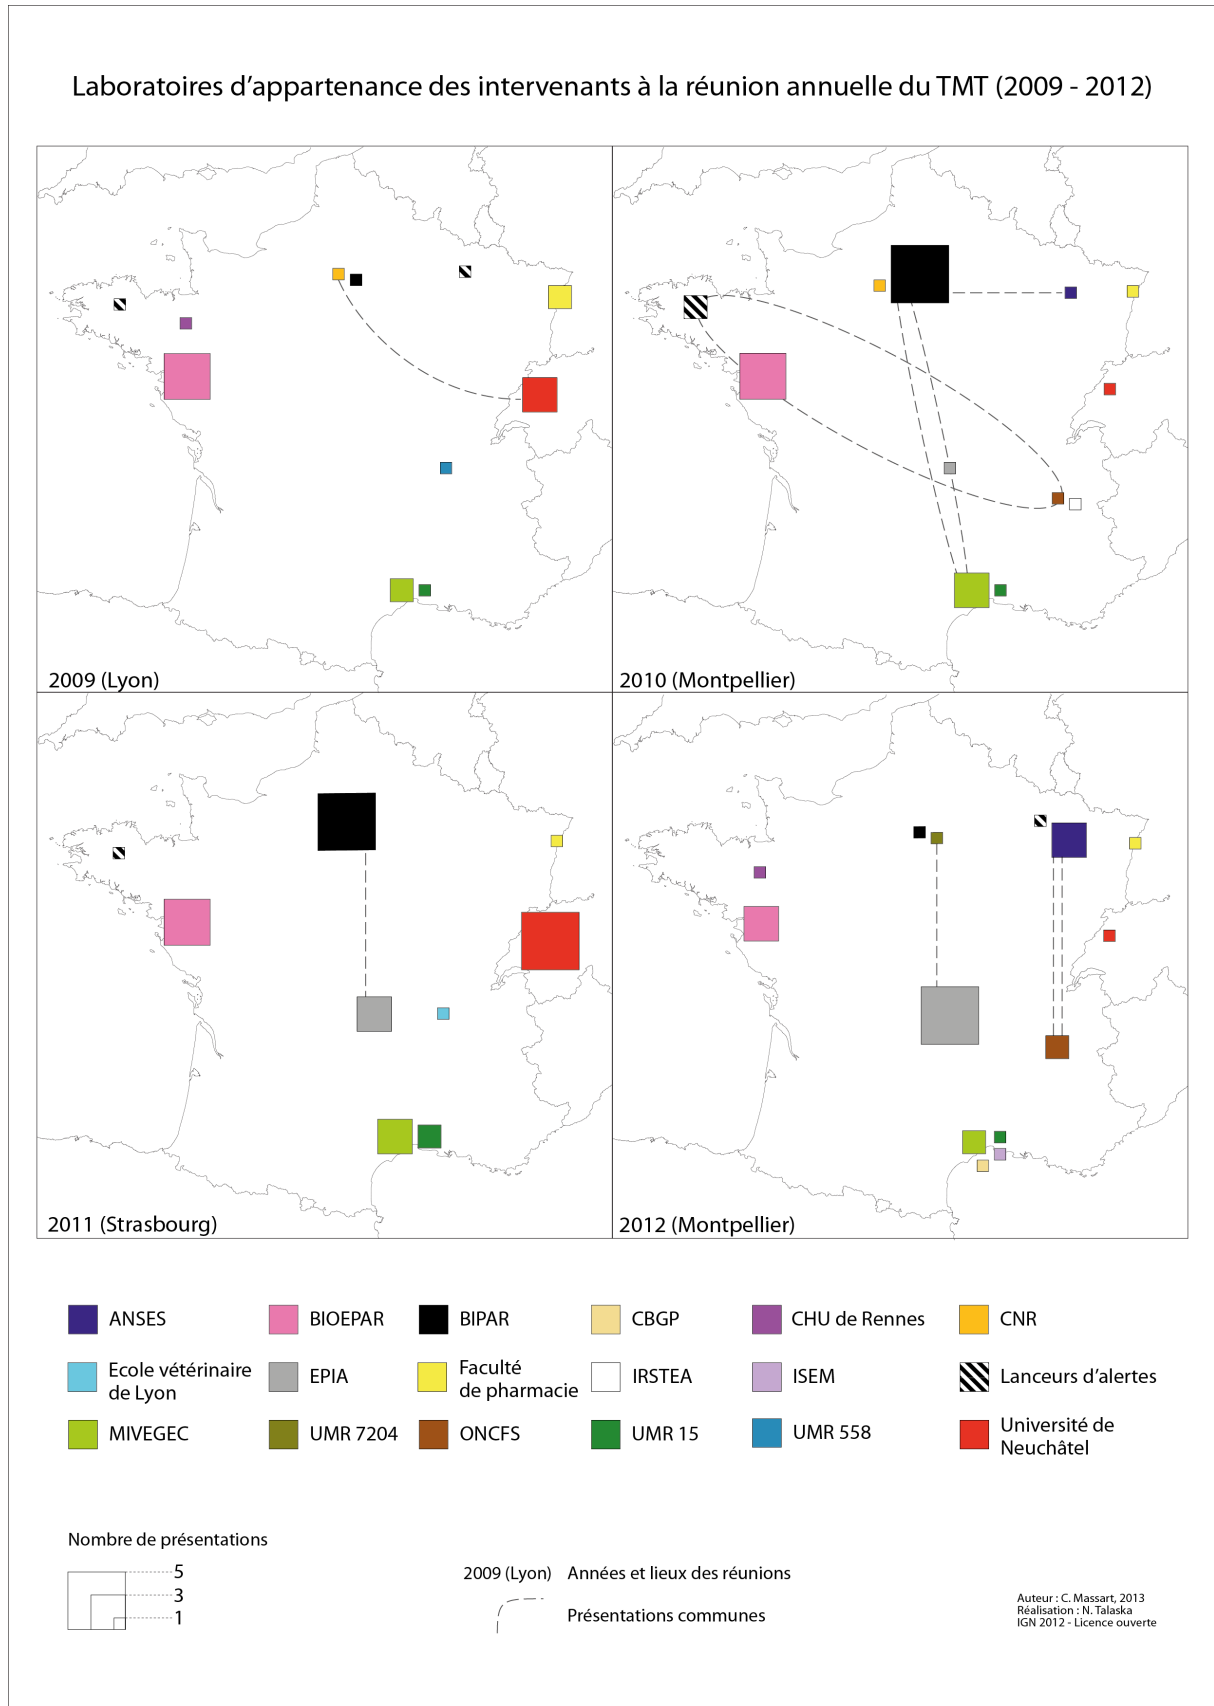 Laboratoires d'appartenance des intervenants à la réunion annuelle du TMT (2009 - 2012)
2009 (Lyon)
2010 (Montpellier)
2011 (Strasbourg)
2012 (Montpellier)
ANSES
BIOEPAR
BIPAR
CBGP
CHU de Rennes
CNR
Ecole vétérinaire
de Lyon
EPIA
Faculté
de pharmacie
IRSTEA
ISEM
Lanceurs d'alertes
MIVEGEC
UMR 7204
ONCFS
UMR 15
UMR 558
Université de
Neuchâtel
Nombre de présentations
5
3
1
2009 (Lyon) Années et lieux des réunions
Présentations communes
Auteur : C. Massart, 2013
Réalisation : N. Talaska
IGN 2012 - Licence ouverte